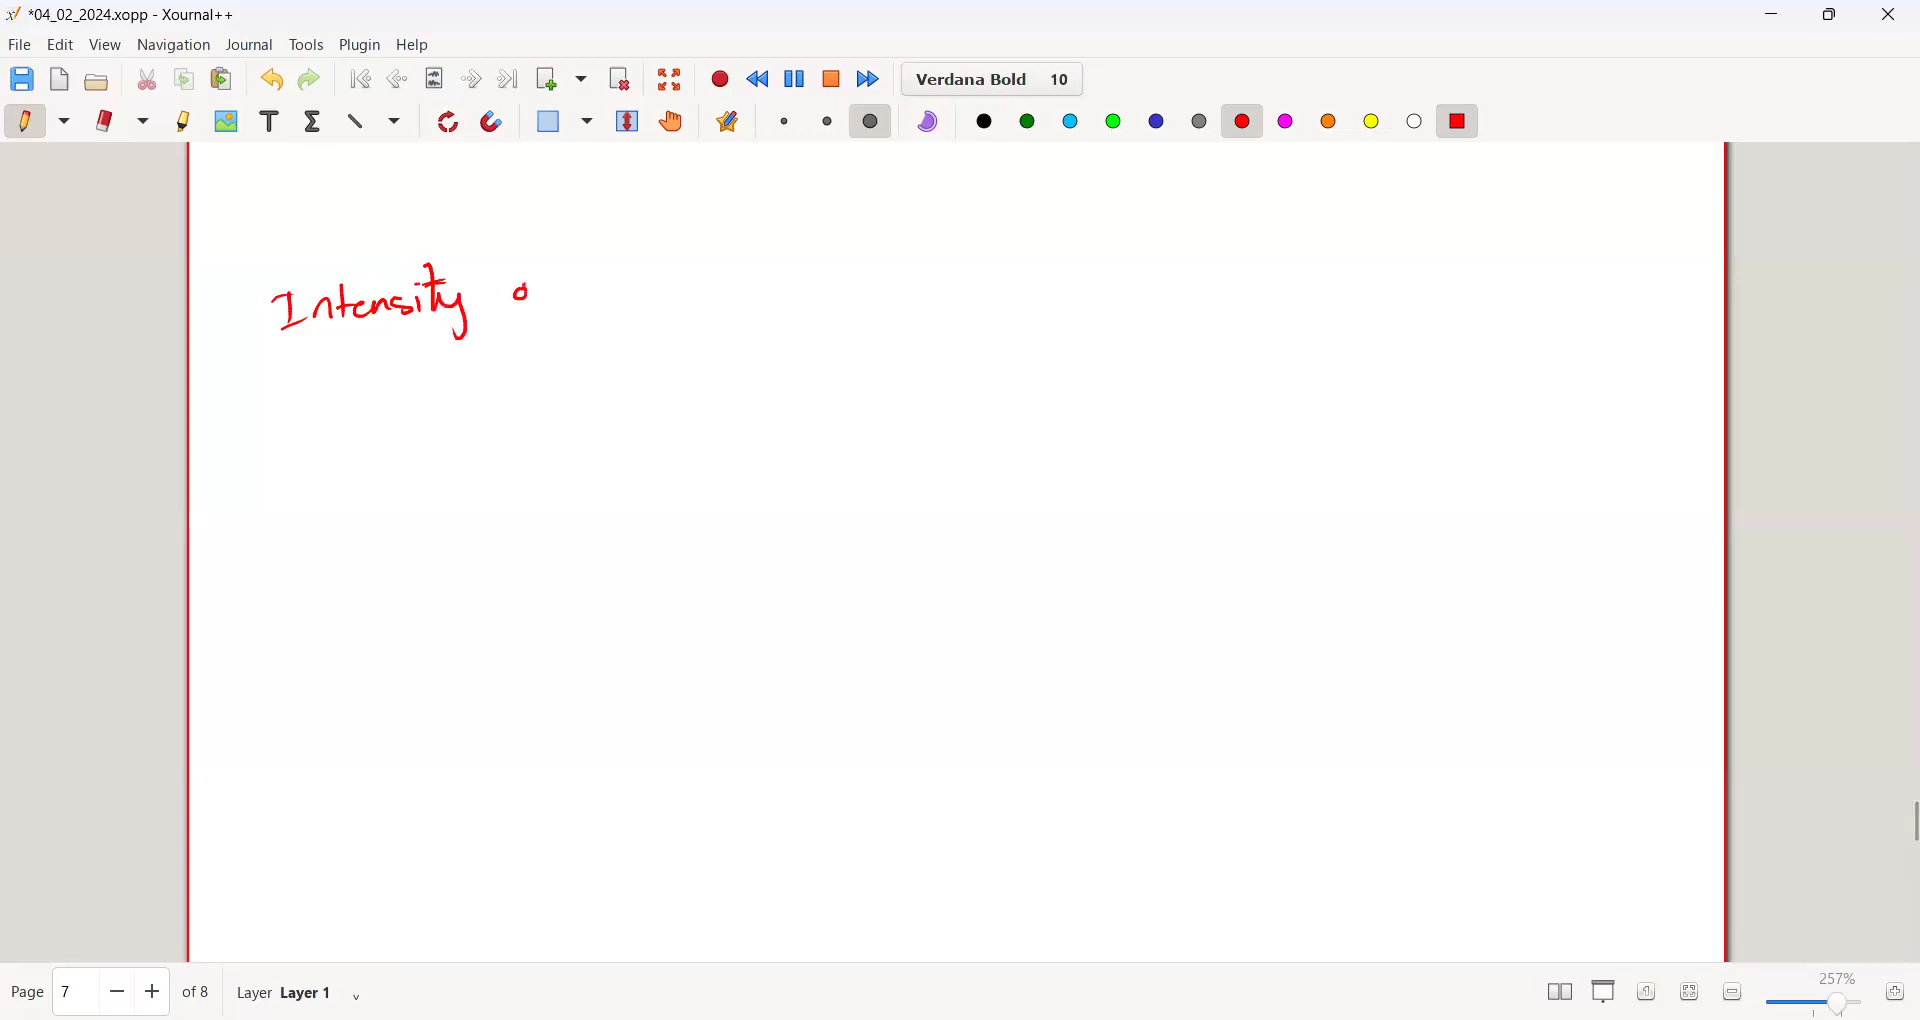 *04_02_2024.xopp - Xournal++
File Edit View Navigation Journal Tools Plugin Help
Verdana Bold 10
Intensity o
Page 7 of 8 Layer Layer 1 257%